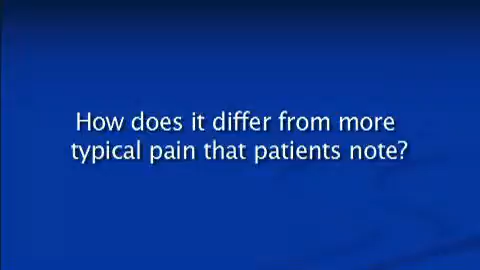 How does it differ from more
typical pain that patients note?